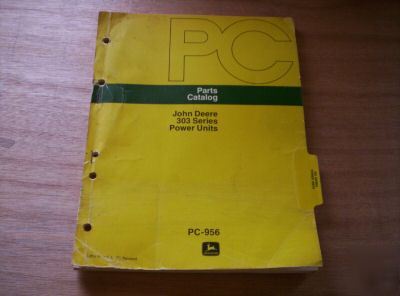 PC
Parts
Catalog
John Deere
303 Series
Power Units
PC-956